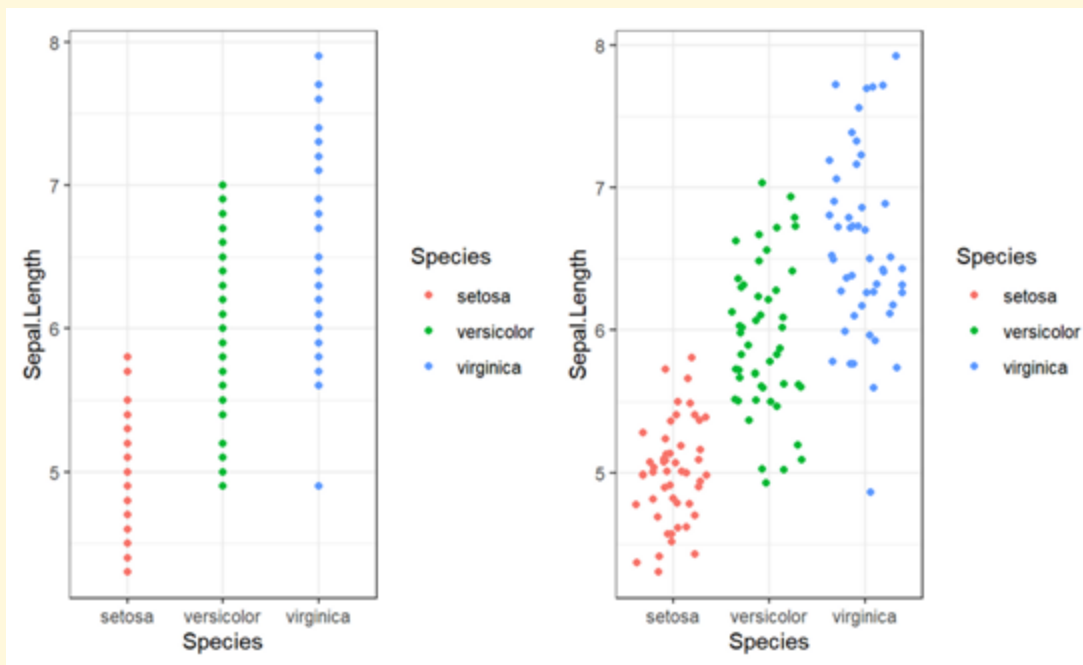 Sepal.Length
8
7
6
5
setosa versicolor virginica
Species
Species
setosa
versicolor
virginica
Sepal.Length
8
7
6
5
setosa versicolor virginica
Species
Species
setosa
versicolor
virginica